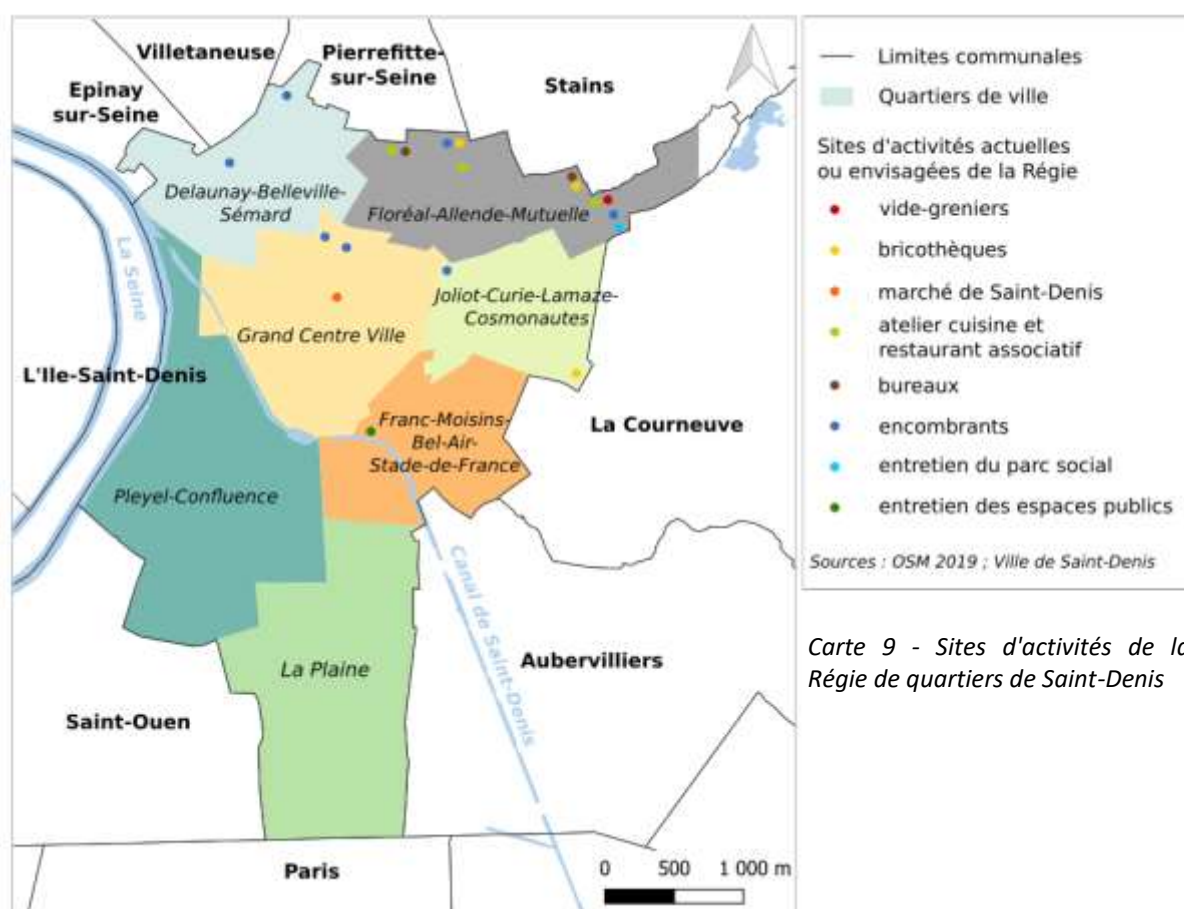 Villetaneuse
Pierrefitte-
sur-Seine
Stains
Epinay
sur-Seine
Delaunay-Belleville-
Sémard
Floréal-Allende-Mutuelle
La Seine
Joliot-Curie-Lamaze-
Cosmonautes
Grand Centre Ville
L'Ile-Saint-Denis
Franc-Moisins-
Bel-Air-
Stade-de-France
La Courneuve
Pleyel-Confluence
Canal de Saint-Denis
La Plaine
Aubervilliers
Saint-Ouen
Paris
0 500 1 000 m
Limites communales
Quartiers de ville
Sites d'activités actuelles
ou envisagées de la Régie
vide-greniers
bricothèques
marché de Saint-Denis
atelier cuisine et
restaurant associatif
bureaux
encombrants
entretien du parc social
entretien des espaces publics
Sources : OSM 2019 ; Ville de Saint-Denis
Carte 9 - Sites d'activités de la
Régie de quartiers de Saint-Denis